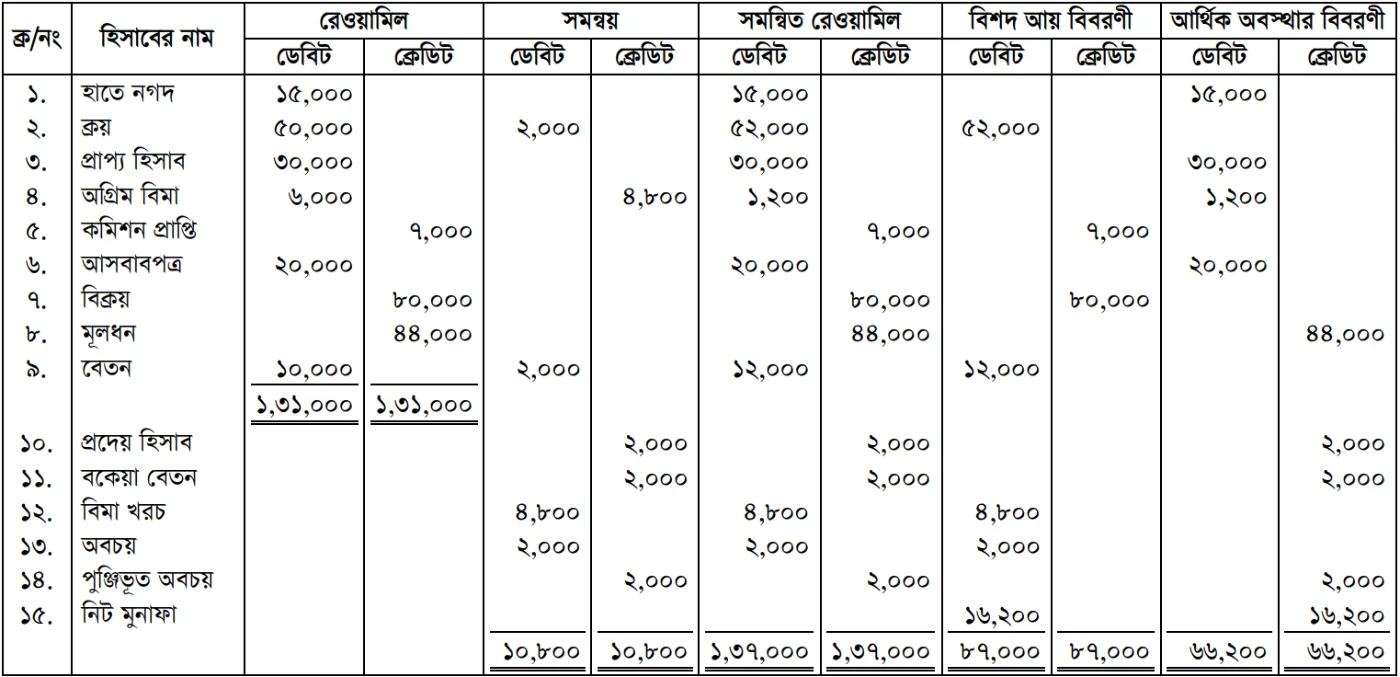 ক্র/নং হিসাবের নাম রেওয়ামিল সমন্বয় সমন্বিত রেওয়ামিল বিশদ আয় বিবরণী আর্থিক অবস্থার বিবরণী
ডেবিট ক্রেডিট ডেবিট ক্রেডিট ডেবিট ক্রেডিট ডেবিট ক্রেডিট ডেবিট ক্রেডিট
১. হাতে নগদ ১৫,০০০ ১৫,০০০ ১৫,০০০
২. ক্রয় ৫০,০০০ ২,০০০ ৫২,০০০ ৫২,০০০
৩. প্রাপ্য হিসাব ৩০,০০০ ৩০,০০০ ৩০,০০০
৪. অগ্রিম বিমা ৬,০০০ ৪,৮০০ ১,২০০ ১,২০০
৫. কমিশন প্রাপ্তি ৭,০০০ ৭,০০০ ৭,০০০
৬. আসবাবপত্র ২০,০০০ ২০,০০০ ২০,০০০
৭. বিক্রয় ৮০,০০০ ৮০,০০০ ৮০,০০০
৮. মূলধন ৪৪,০০০ ৪৪,০০০ ৪৪,০০০
৯. বেতন ১০,০০০ ২,০০০ ১২,০০০ ১২,০০০
১,৩১,০০০ ১,৩১,০০০
১০. প্রদেয় হিসাব ২,০০০ ২,০০০ ২,০০০
১১. বকেয়া বেতন ২,০০০ ২,০০০ ২,০০০
১২. বিমা খরচ ৪,৮০০ ৪,৮০০ ৪,৮০০
১৩. অবচয় ২,০০০ ২,০০০ ২,০০০
১৪. পুঞ্জিভূত অবচয় ২,০০০ ২,০০০ ২,০০০
১৫. নিট মুনাফা ১৬,২০০ ১৬,২০০
১০,৮০০ ১০,৮০০ ১,৩৭,০০০ ১,৩৭,০০০ ৮৭,০০০ ৮৭,০০০ ৬৬,২০০ ৬৬,২০০